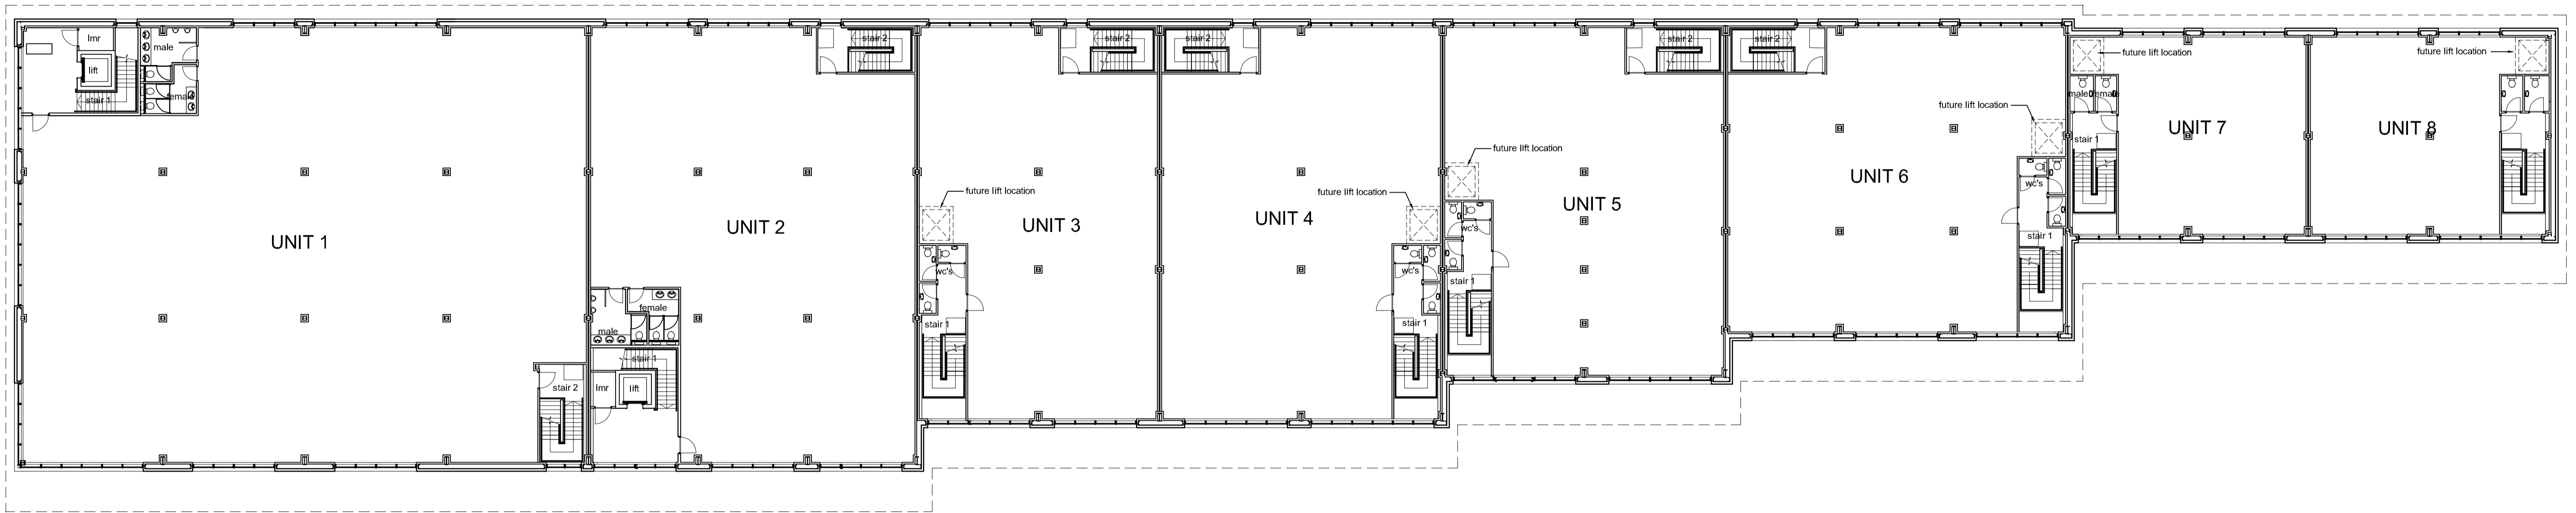 lmr
lift
stair 1
male
female
UNIT 1
stair 2
UNIT 2
stair 2
female
male
stair 1
lmr
lift
UNIT 3
stair 2
future lift location
wc's
stair 1
UNIT 4
stair 2
future lift location
wc's
stair 1
UNIT 5
stair 2
future lift location
wc's
stair 1
UNIT 6
stair 2
future lift location
wc's
stair 1
UNIT 7
future lift location
male
female
stair 1
UNIT 8
future lift location